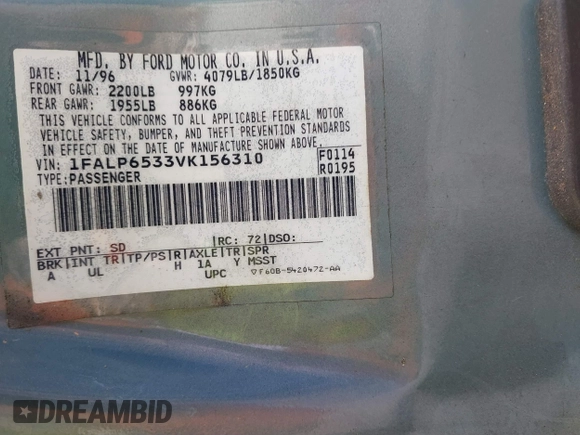 MFD. BY FORD MOTOR CO. IN U.S.A.
DATE: 11/96 GVWR: 4079LB/1850KG
FRONT GAWR: 2200LB 997KG
REAR GAWR: 1955LB 886KG
THIS VEHICLE CONFORMS TO ALL APPLICABLE FEDERAL MOTOR
VEHICLE SAFETY, BUMPER, AND THEFT PREVENTION STANDARDS
IN EFFECT ON THE DATE OF MANUFACTURE SHOWN ABOVE.
VIN: 1FALP6533VK156310 F0114
TYPE: PASSENGER R0195
EXT PNT: SD RC: 72 DSO:
BRK INT TR TP/PS R AXLE TR SPR
A UL H 1A Y MSST
UPC F60B-5420472-AA
DREAMBID